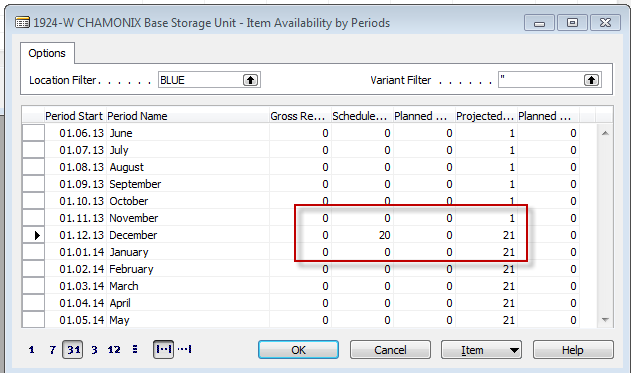 1924-W CHAMONIX Base Storage Unit - Item Availability by Periods
Options
Location Filter. . . . . . BLUE Variant Filter . . . . . . "
Period Start Period Name Gross Re... Schedule... Planned ... Projected... Planned ...
01.06.13 June 0 0 0 1 0
01.07.13 July 0 0 0 1 0
01.08.13 August 0 0 0 1 0
01.09.13 September 0 0 0 1 0
01.10.13 October 0 0 0 1 0
01.11.13 November 0 0 0 1 0
01.12.13 December 0 20 0 21 0
01.01.14 January 0 0 0 21 0
01.02.14 February 0 0 0 21 0
01.03.14 March 0 0 0 21 0
01.04.14 April 0 0 0 21 0
01.05.14 May 0 0 0 21 0
1 7 31 3 12 OK Cancel Item Help